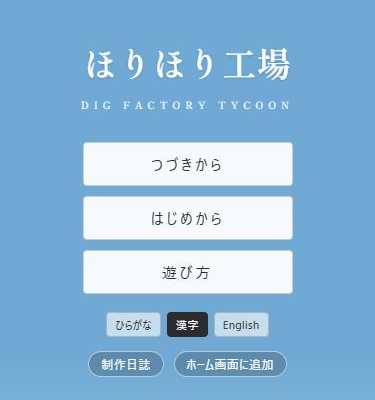 ほりほり工場
DIG FACTORY TYCOON
つづきから
はじめから
遊び方
ひらがな 漢字 English
制作日誌 ホーム画面に追加